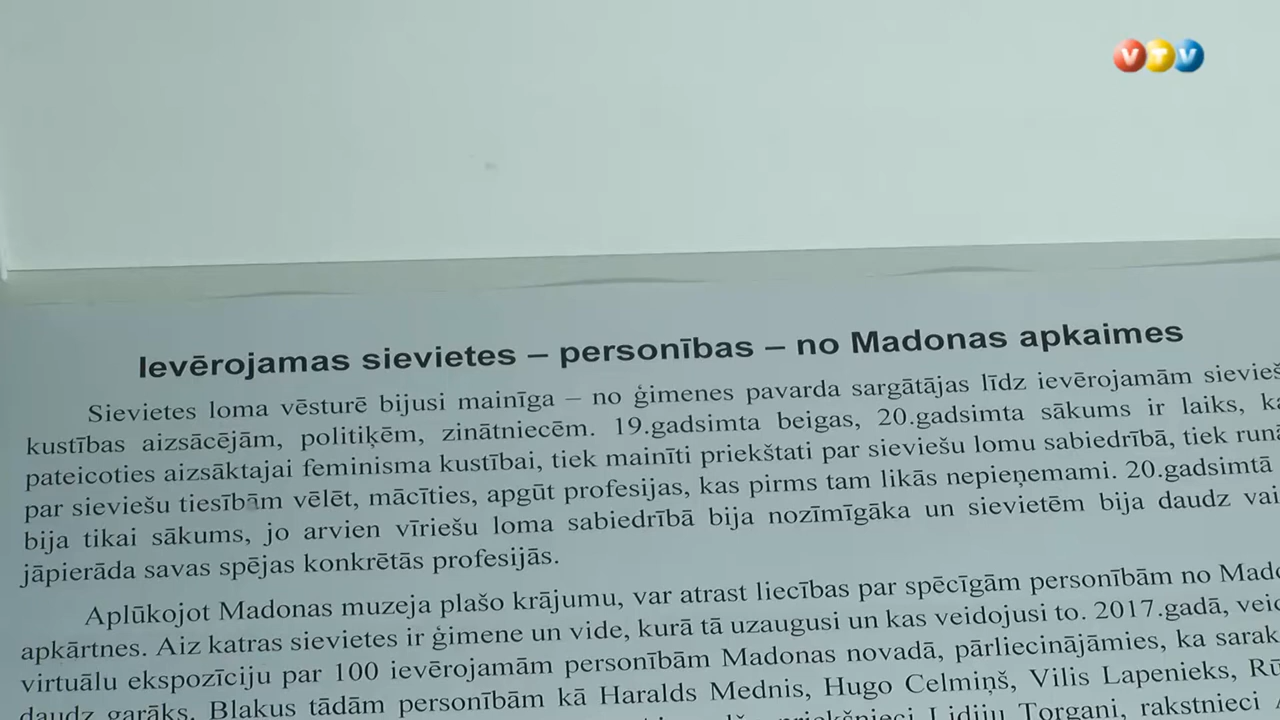 VTV
Ievērojamas sievietes – personības – no Madonas apkaimes
Sievietes loma vēsturē bijusi mainīga – no ģimenes pavarda sargātājas līdz ievērojamām
kustības aizsācējām, politiķēm, zinātniecēm. 19.gadsimta beigas, 20.gadsimta sākums ir laiks,
pateicoties aizsāktajai feminisma kustībai, tiek mainīti priekštati par sieviešu lomu sabiedrībā, tiek
par sieviešu tiesībām vēlēt, mācīties, apgūt profesijas, kas pirms tam likās nepieņemami. 20.gadsimtā
bija tikai sākums, jo arvien vīriešu loma sabiedrībā bija nozīmīgāka un sievietēm bija daudz
jāpierāda savas spējas konkrētās profesijās.
Aplūkojot Madonas muzeja plašo krājumu, var atrast liecības par spēcīgām personībām no
apkārtnes. Aiz katras sievietes ir ģimene un vide, kurā tā uzaugusi un kas veidojusi to. 2017.gadā,
virtuālu ekspozīciju par 100 ievērojamām personībām Madonas novadā, pārliecinājāmies, ka
daudz garāks. Blakus tādām personībām kā Haralds Mednis, Hugo Celmiņš, Vilis Lapenieks,
Lidiju Torgani, rakstnieci